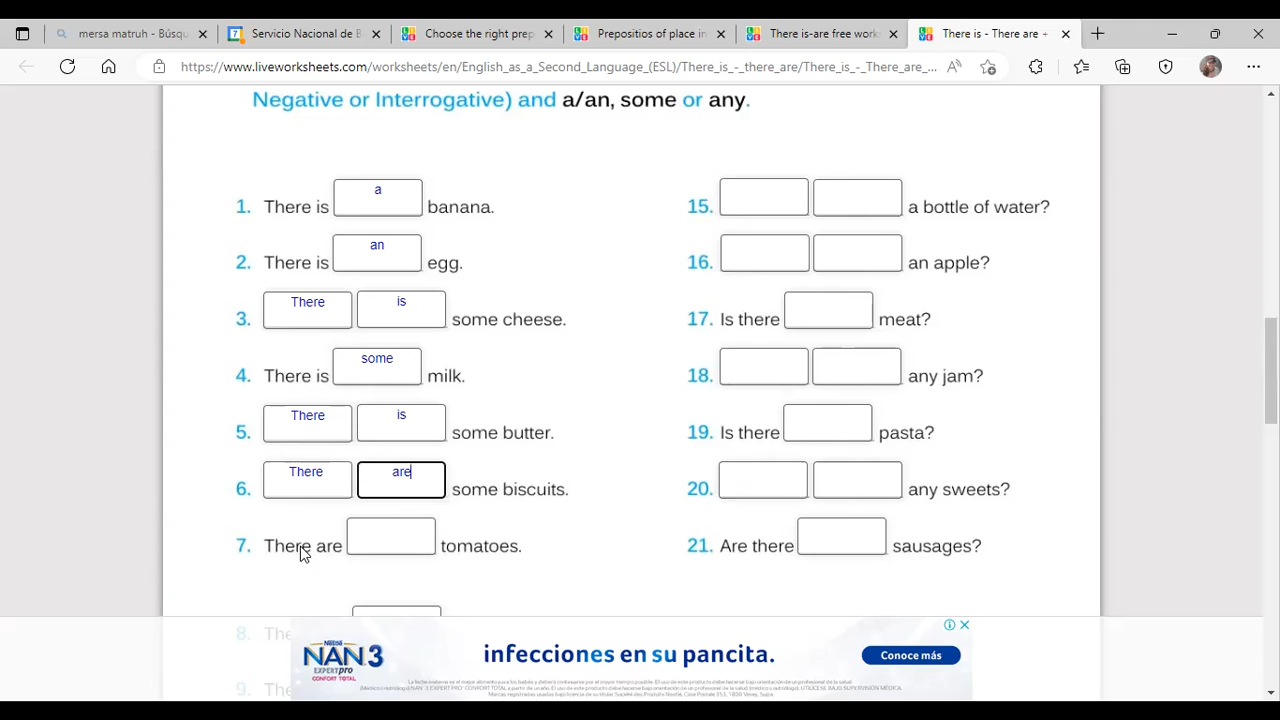 mersa matruh - Búsqu
Servicio Nacional de B
Choose the right prep
Prepositios of place in
There is-are free work
There is - There are +
https://www.liveworksheets.com/worksheets/en/English_as_a_Second_Language_(ESL)/There_is_-_there_are/There_is_-_There_are_...
Negative or Interrogative) and a/an, some or any.
1. There is a banana.
2. There is an egg.
3. There is some cheese.
4. There is some milk.
5. There is some butter.
6. There are some biscuits.
7. There are tomatoes.
8. The
9. The
15. a bottle of water?
16. an apple?
17. Is there meat?
18. any jam?
19. Is there pasta?
20. any sweets?
21. Are there sausages?
Nestlé
NAN 3
EXPERTpro
CONFORT TOTAL
infecciones en su pancita.
Conoce más